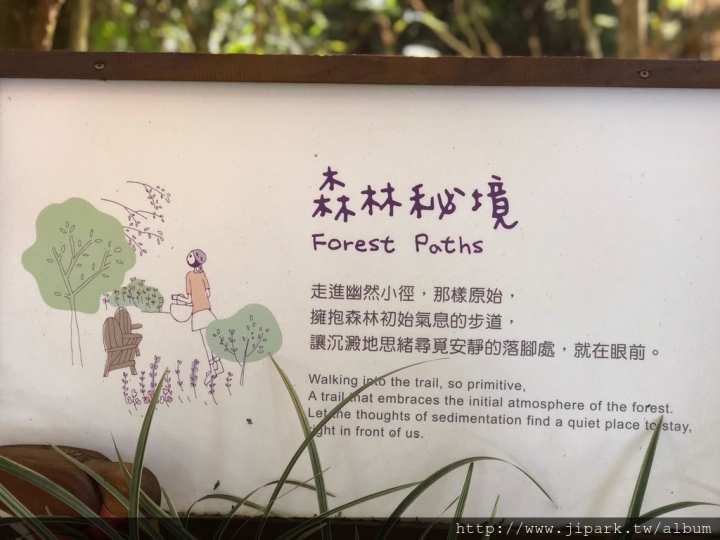 森林秘境
Forest Paths
走進幽然小徑，那樣原始，
擁抱森林初始氣息的步道，
讓沉澱地思緒尋覓安靜的落腳處，就在眼前。
Walking into the trail, so primitive,
A trail that embraces the initial atmosphere of the forest.
Let the thoughts of sedimentation find a quiet place to stay,
right in front of us.
http://www.jipark.tw/album